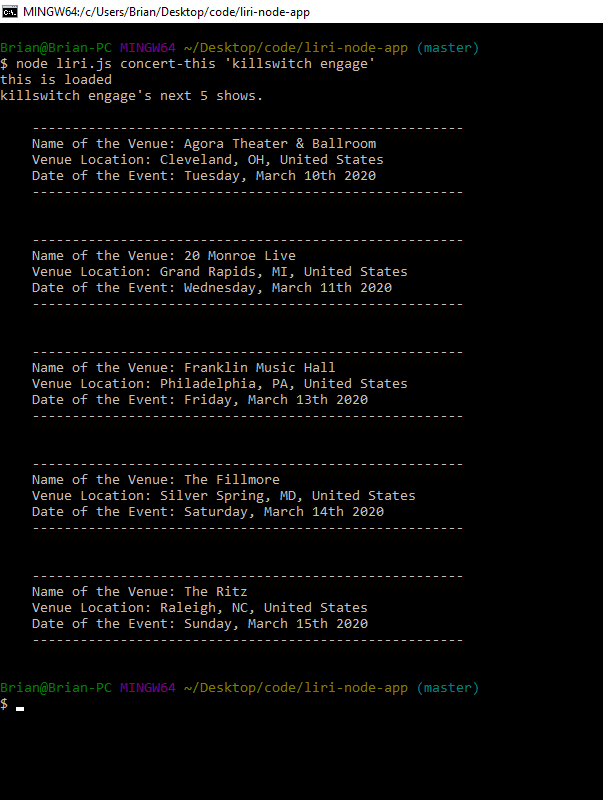 MINGW64:/c/Users/Brian/Desktop/code/liri-node-app
Brian@Brian-PC MINGW64 ~/Desktop/code/liri-node-app (master)
$ node liri.js concert-this 'killswitch engage'
this is loaded
killswitch engage's next 5 shows.
------------------------------------------------------
Name of the Venue: Agora Theater & Ballroom
Venue Location: Cleveland, OH, United States
Date of the Event: Tuesday, March 10th 2020
------------------------------------------------------
------------------------------------------------------
Name of the Venue: 20 Monroe Live
Venue Location: Grand Rapids, MI, United States
Date of the Event: Wednesday, March 11th 2020
------------------------------------------------------
------------------------------------------------------
Name of the Venue: Franklin Music Hall
Venue Location: Philadelphia, PA, United States
Date of the Event: Friday, March 13th 2020
------------------------------------------------------
------------------------------------------------------
Name of the Venue: The Fillmore
Venue Location: Silver Spring, MD, United States
Date of the Event: Saturday, March 14th 2020
------------------------------------------------------
------------------------------------------------------
Name of the Venue: The Ritz
Venue Location: Raleigh, NC, United States
Date of the Event: Sunday, March 15th 2020
------------------------------------------------------
Brian@Brian-PC MINGW64 ~/Desktop/code/liri-node-app (master)
$